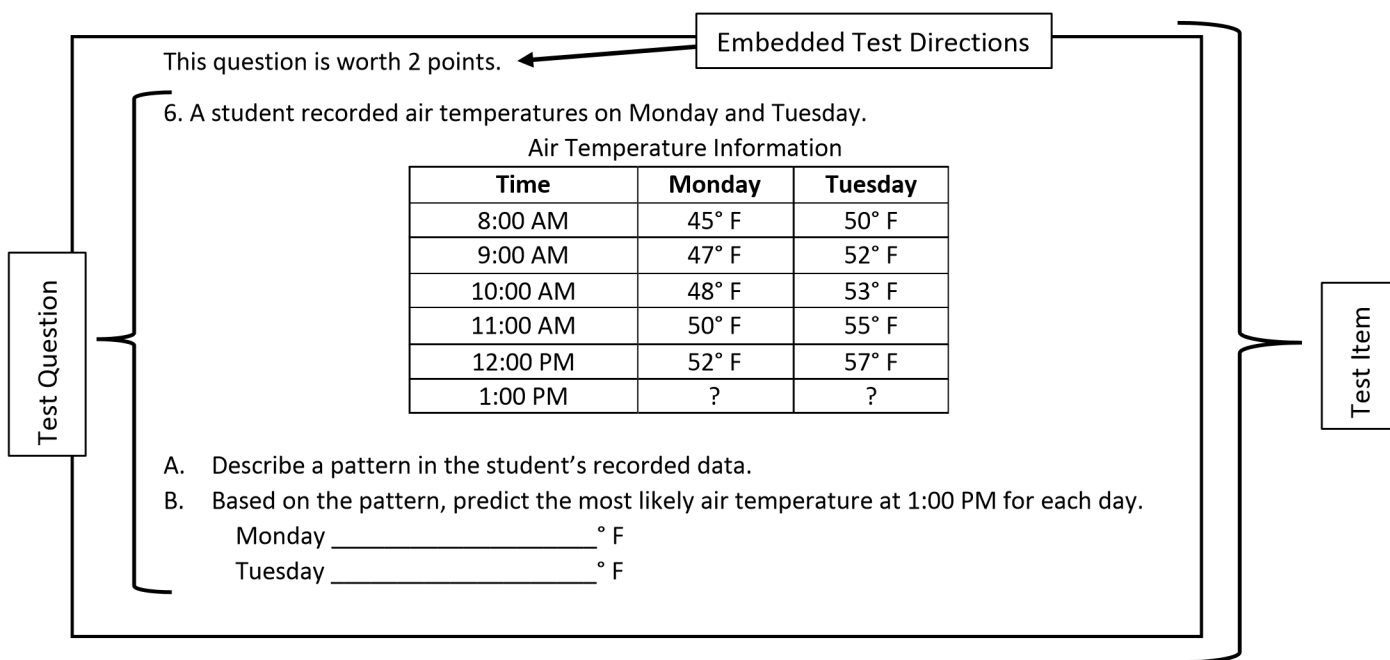 Embedded Test Directions
This question is worth 2 points.
6. A student recorded air temperatures on Monday and Tuesday.
Air Temperature Information
Time Monday Tuesday
8:00 AM 45° F 50° F
9:00 AM 47° F 52° F
10:00 AM 48° F 53° F
11:00 AM 50° F 55° F
12:00 PM 52° F 57° F
1:00 PM ? ?
A. Describe a pattern in the student’s recorded data.
B. Based on the pattern, predict the most likely air temperature at 1:00 PM for each day.
Monday ____________________° F
Tuesday ____________________° F
Test Question
Test Item